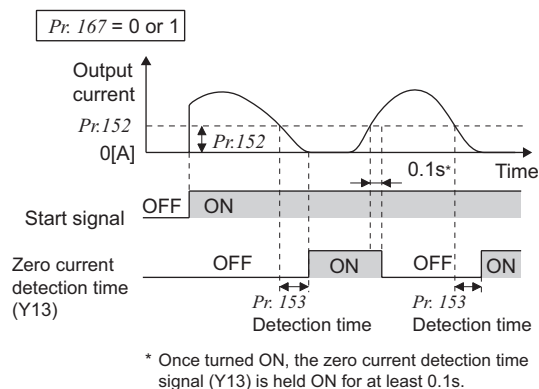 Pr. 167 = 0 or 1
Output
current
Pr.152
Pr.152
0[A]
Time
0.1s*
Start signal
OFF
ON
Zero current
detection time
(Y13)
OFF
ON
OFF
ON
Pr. 153
Detection time
Pr. 153
Detection time
* Once turned ON, the zero current detection time
signal (Y13) is held ON for at least 0.1s.